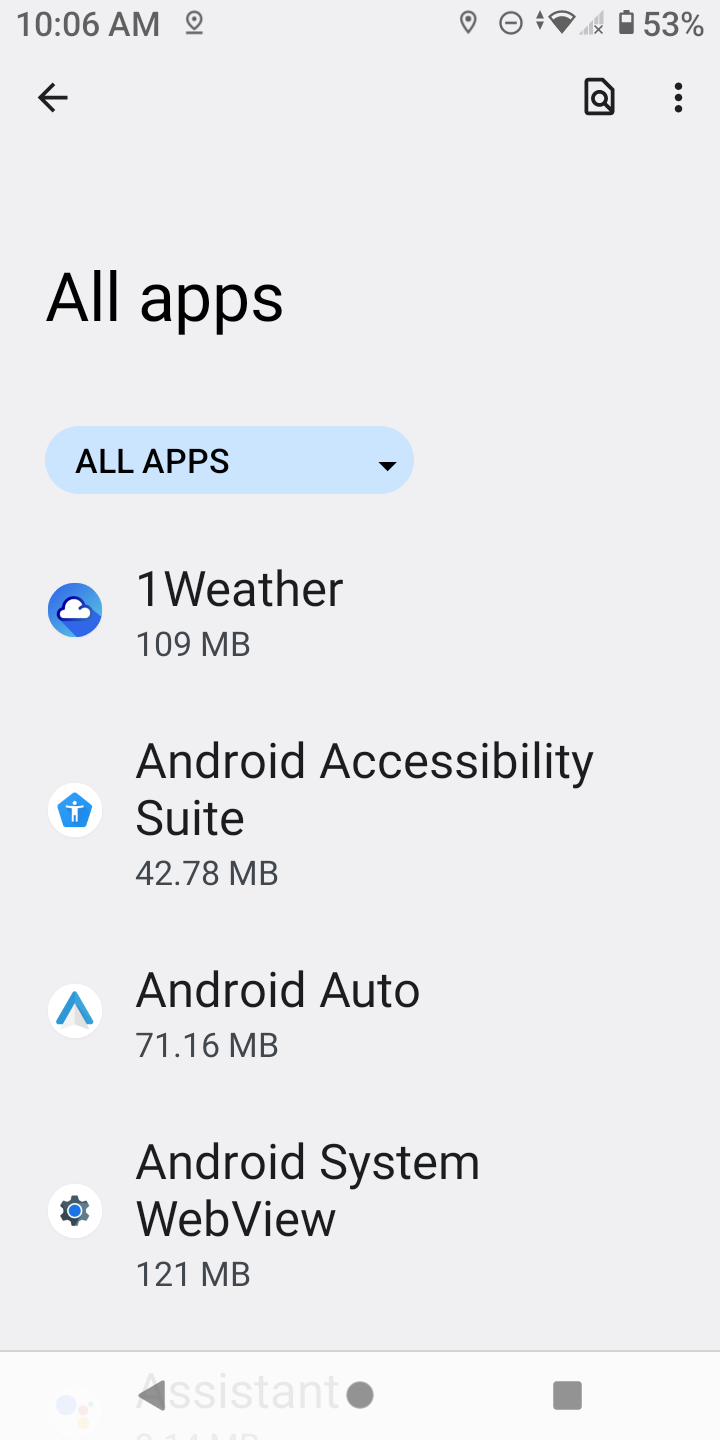 10:06 AM
53%
All apps
ALL APPS
1Weather
109 MB
Android Accessibility
Suite
42.78 MB
Android Auto
71.16 MB
Android System
WebView
121 MB
Assistant